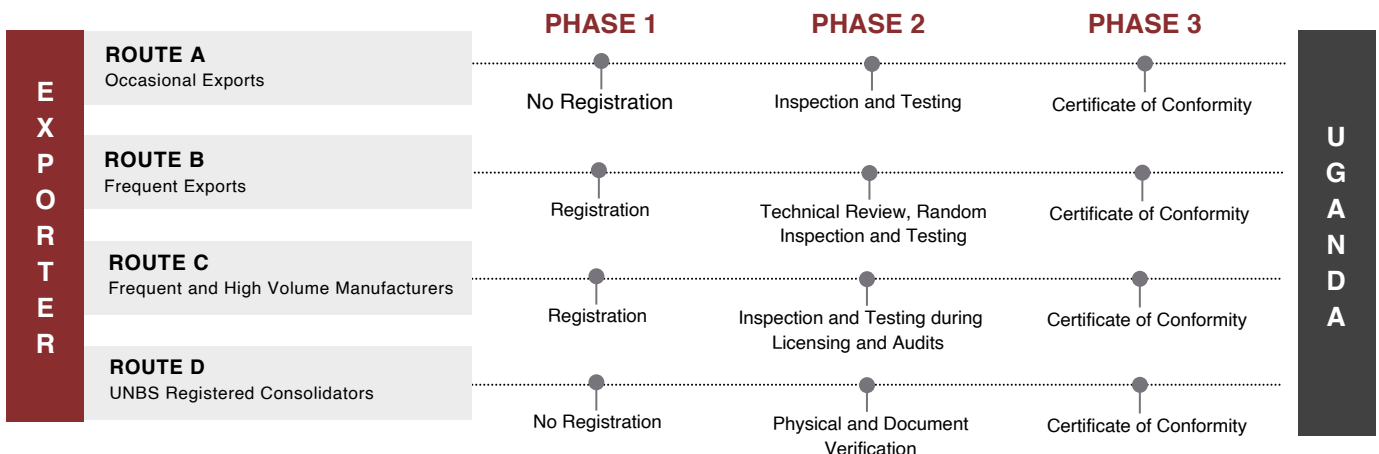 PHASE 1 PHASE 2 PHASE 3
EXPORTER
ROUTE A
Occasional Exports
No Registration
Inspection and Testing
Certificate of Conformity
ROUTE B
Frequent Exports
Registration
Technical Review, Random
Inspection and Testing
Certificate of Conformity
ROUTE C
Frequent and High Volume Manufacturers
Registration
Inspection and Testing during
Licensing and Audits
Certificate of Conformity
ROUTE D
UNBS Registered Consolidators
No Registration
Physical and Document
Verification
Certificate of Conformity
UGANDA